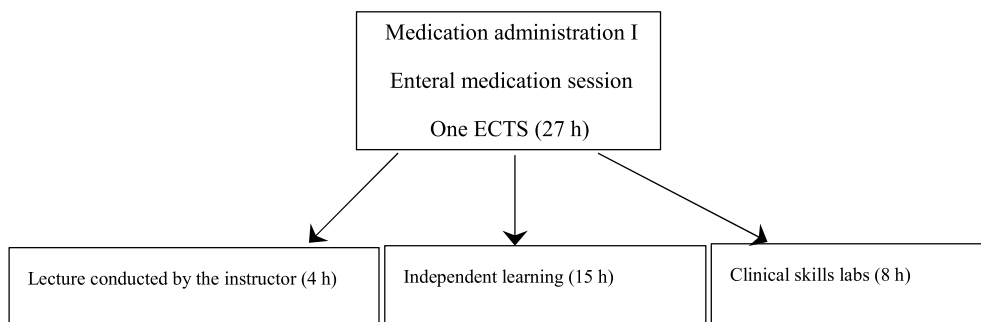 Medication administration I
Enteral medication session
One ECTS (27 h)
Lecture conducted by the instructor (4 h)
Independent learning (15 h)
Clinical skills labs (8 h)